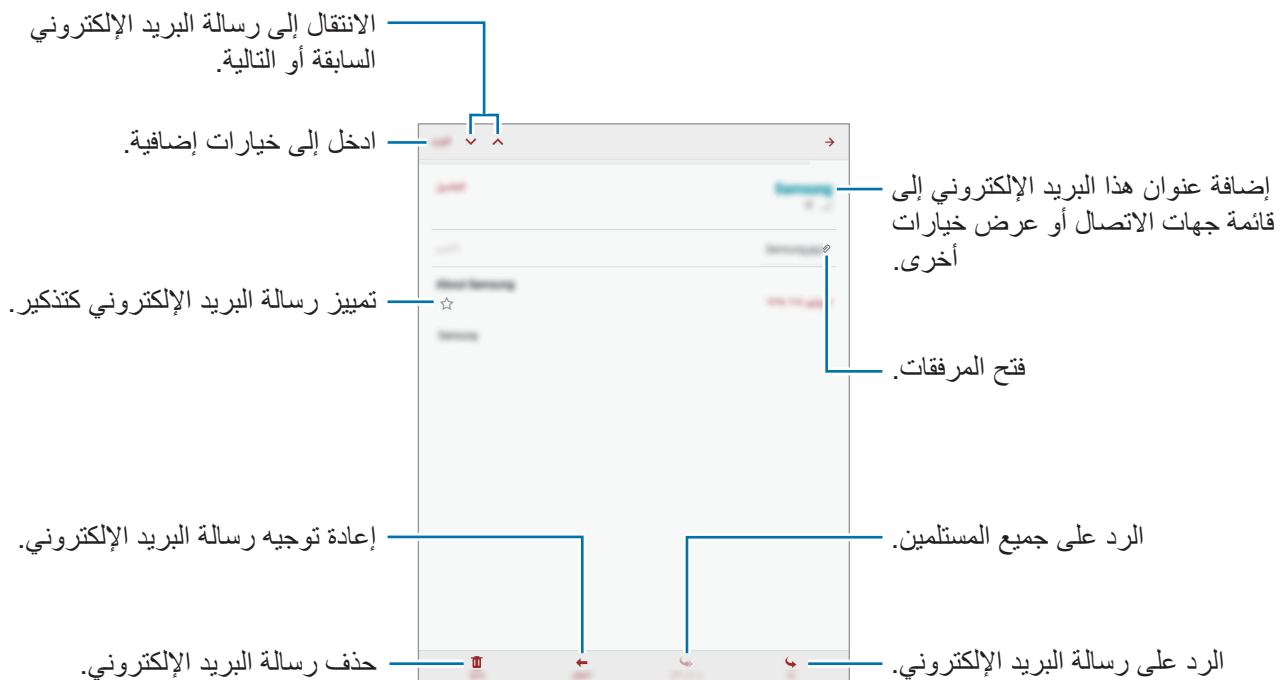 الانتقال إلى رسالة البريد الإلكتروني
السابقة أو التالية.
ادخل إلى خيارات إضافية.
إضافة عنوان هذا البريد الإلكتروني إلى
قائمة جهات الاتصال أو عرض خيارات
أخرى.
Samsung
About Samsung
تمييز رسالة البريد الإلكتروني كتذكير.
Samsung
فتح المرفقات.
الرد على جميع المستلمين.
إعادة توجيه رسالة البريد الإلكتروني.
الرد على رسالة البريد الإلكتروني.
حذف رسالة البريد الإلكتروني.